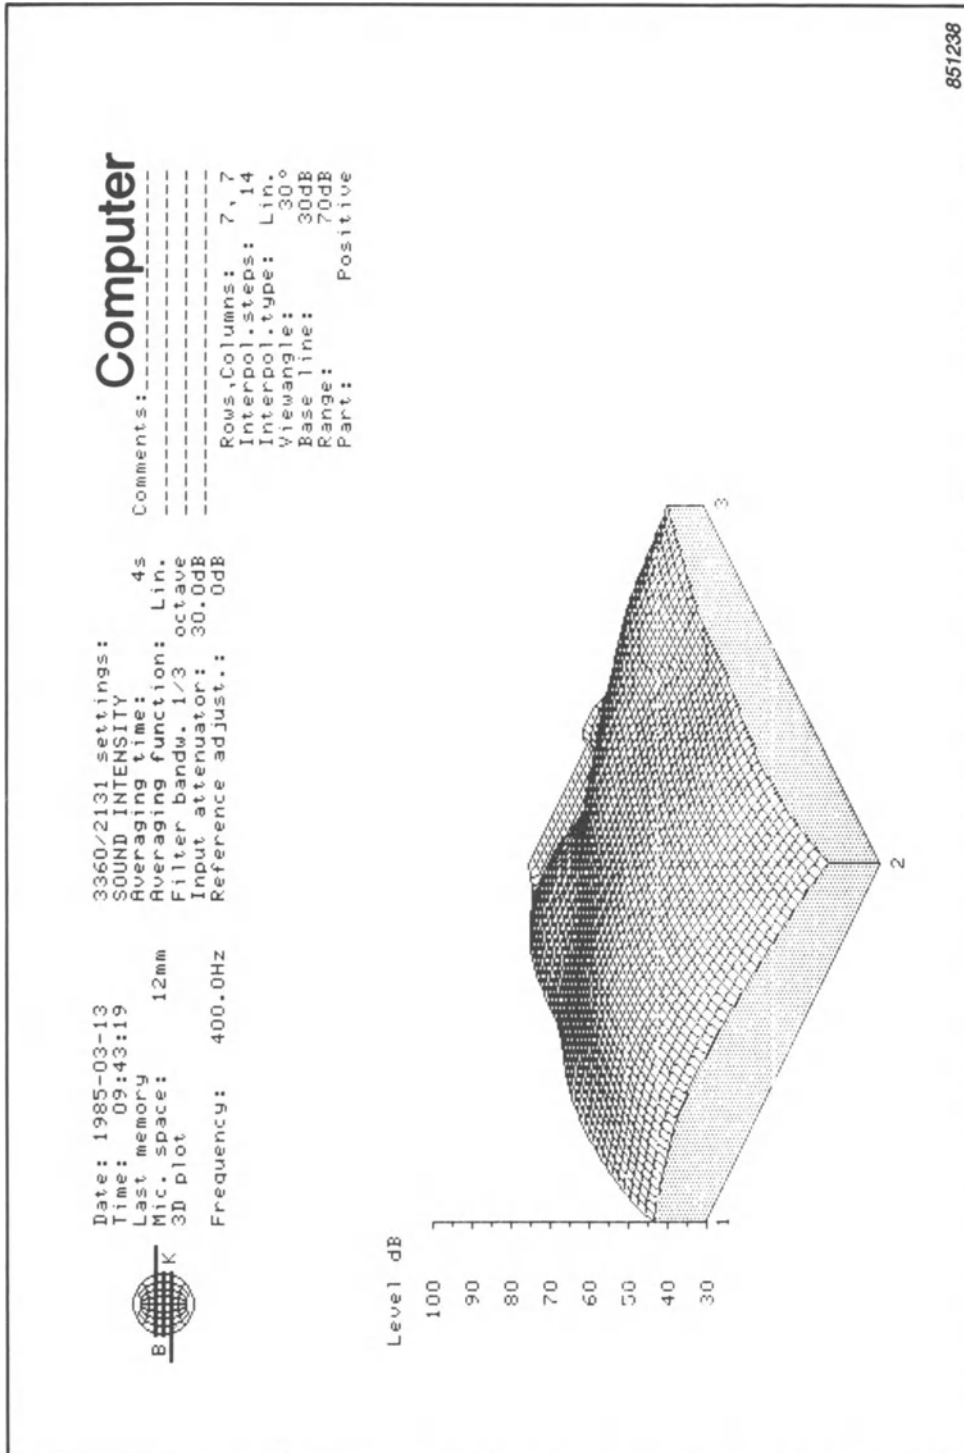 B K
Date: 1985-03-13
Time: 09:43:19
Last memory
Mic. space: 12mm
3D plot
Frequency: 400.0Hz
3360/2131 settings:
SOUND INTENSITY
Averaging time: 4s
Averaging function: Lin.
Filter bandw. 1/3 octave
Input attenuator: 30.0dB
Reference adjust.: 0dB
Computer
Comments:
Rows,Columns: 7, 7
Interpol.steps: 14
Interpol.type: Lin.
Viewangle: 30°
Base line: 30dB
Range: 70dB
Part: Positive
Level dB
100
90
80
70
60
50
40
30
1
2
3
851238